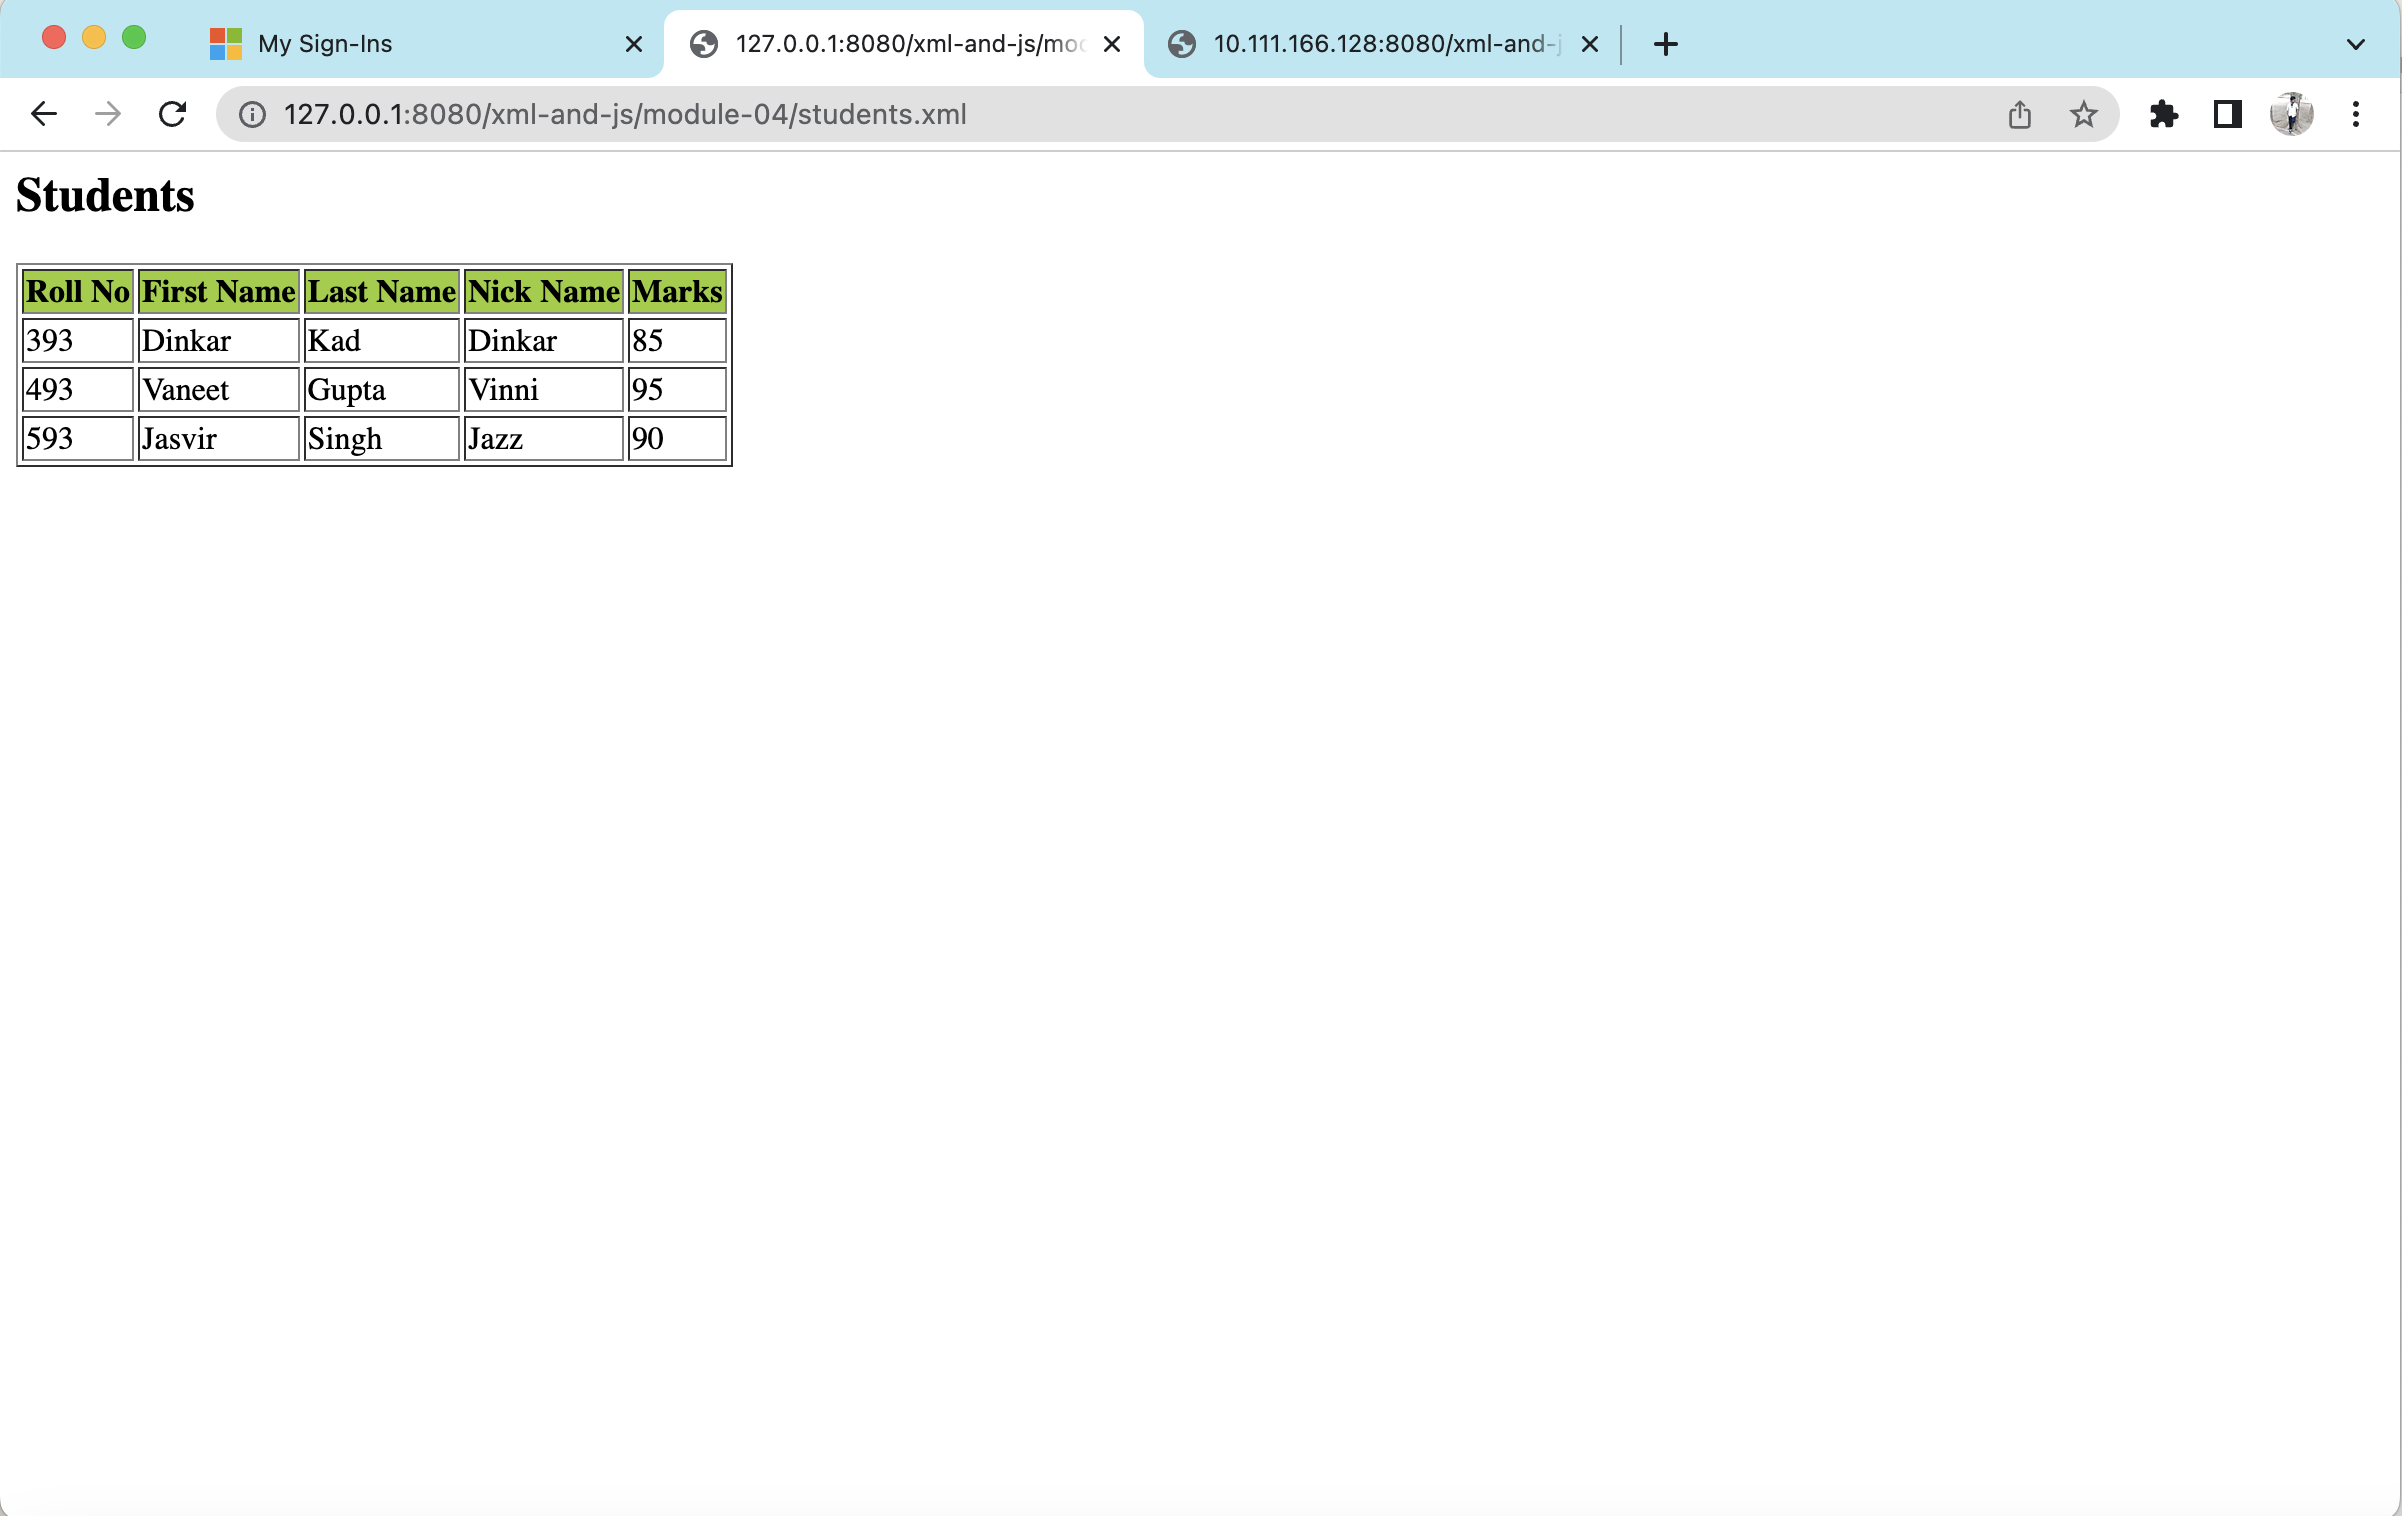 My Sign-Ins 127.0.0.1:8080/xml-and-js/mo 10.111.166.128:8080/xml-and-j
127.0.0.1:8080/xml-and-js/module-04/students.xml
Students
Roll No First Name Last Name Nick Name Marks
393 Dinkar Kad Dinkar 85
493 Vaneet Gupta Vinni 95
593 Jasvir Singh Jazz 90